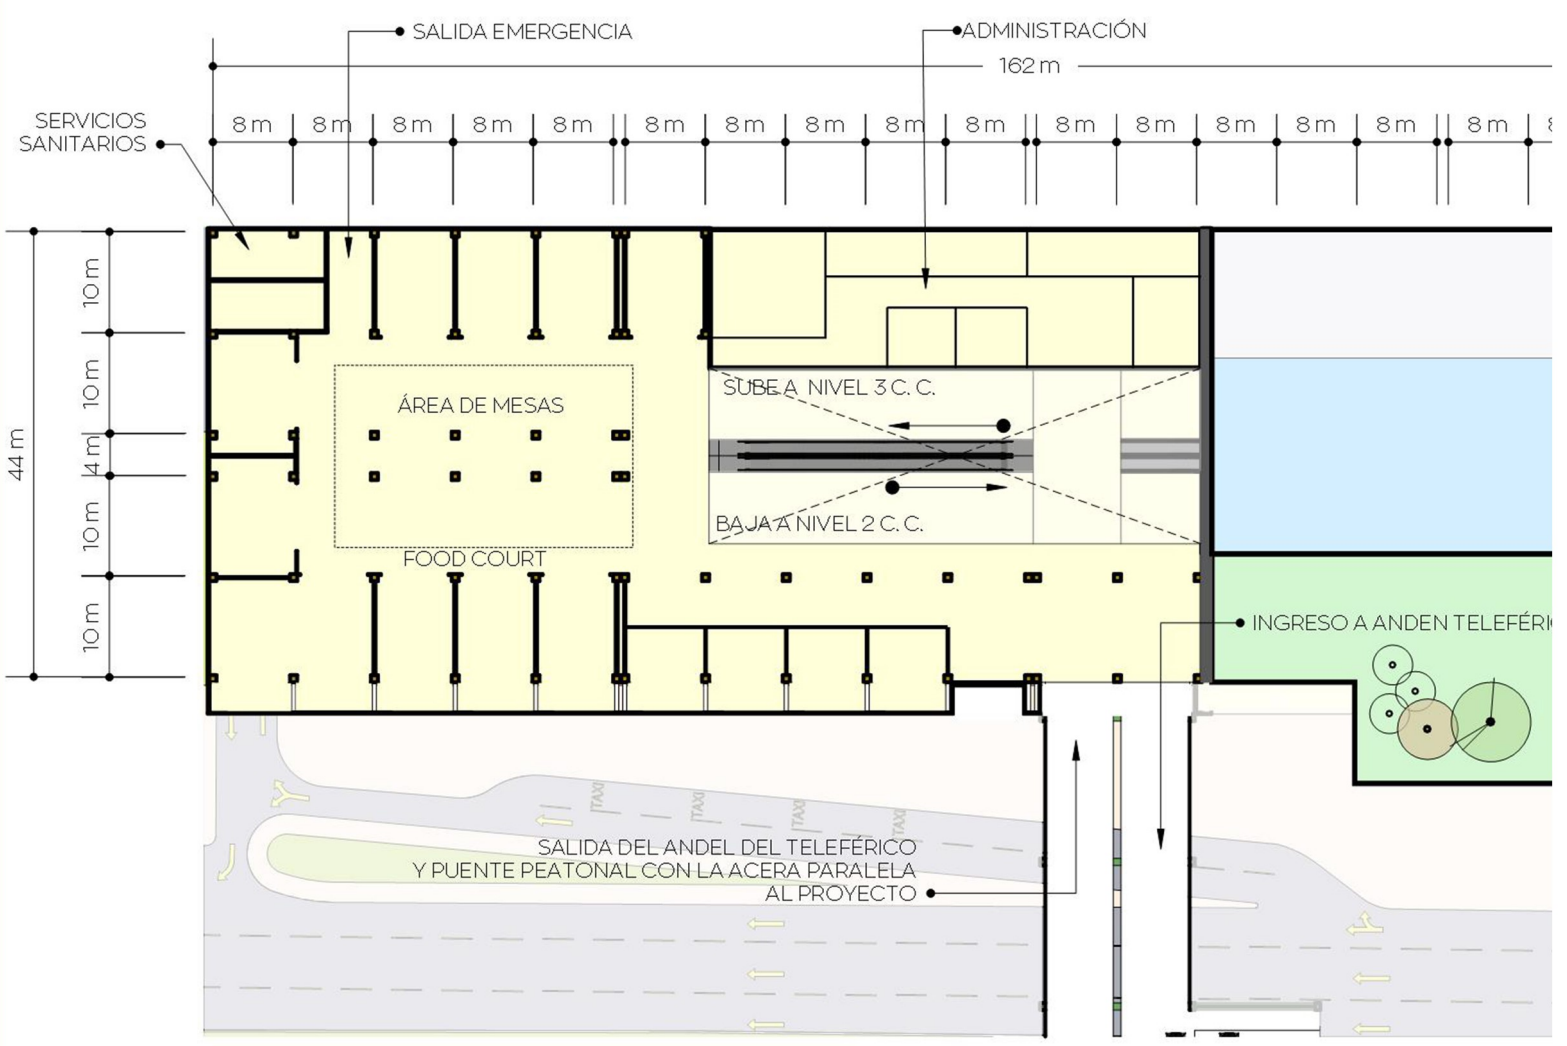 SALIDA EMERGENCIA
ADMINISTRACIÓN
162 m
SERVICIOS
SANITARIOS
8 m 8 m 8 m 8 m 8 m 8 m 8 m 8 m 8 m 8 m 8 m 8 m 8 m 8 m 8 m 8 m 8
10 m
10 m
4 m
10 m
10 m
44 m
SUBE A NIVEL 3 C. C.
ÁREA DE MESAS
BAJA A NIVEL 2 C. C.
FOOD COURT
INGRESO A ANDEN TELEFÉRI
TAXI
TAXI
TAXI
TAXI
SALIDA DEL ANDEL DEL TELEFÉRICO
Y PUENTE PEATONAL CON LA ACERA PARALELA
AL PROYECTO